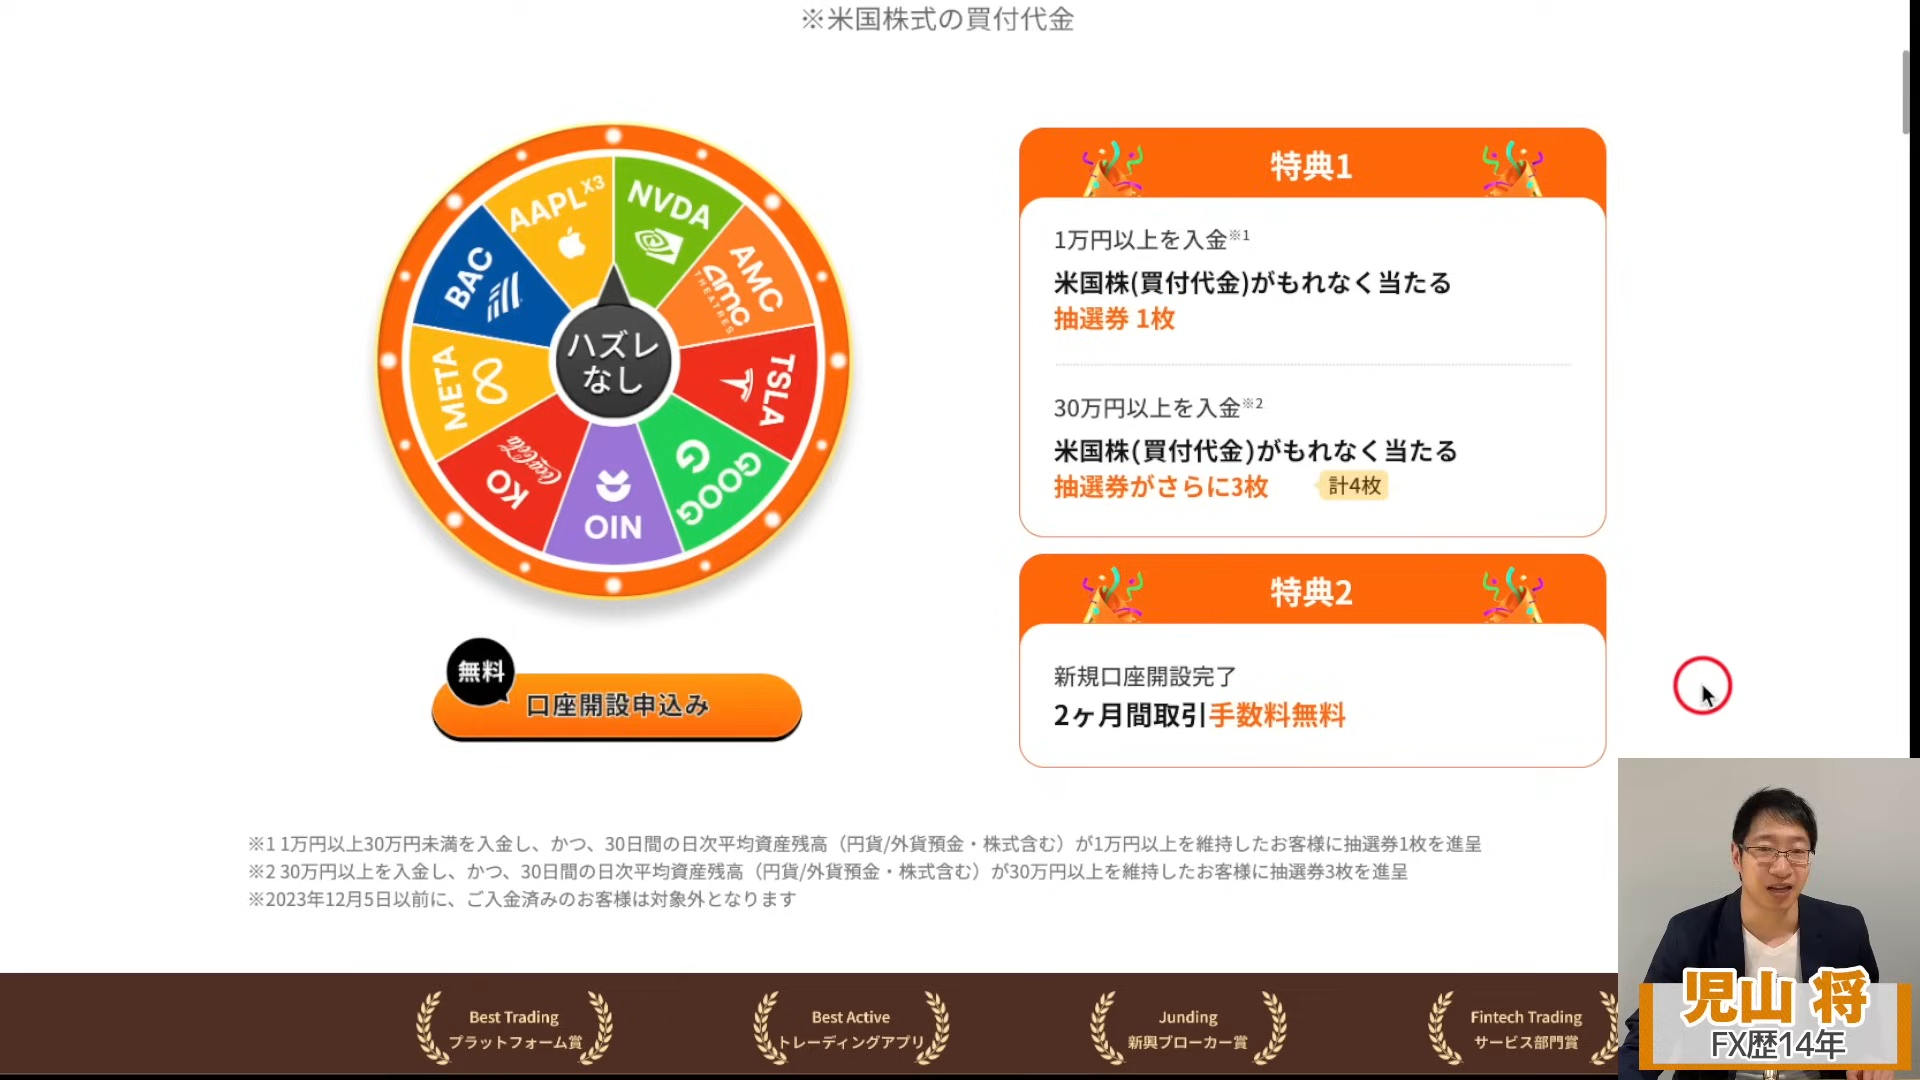 ※米国株式の買付代金
AAPL X3
NVDA
AMC
amc
THEATRES
TSLA
GOOG
G
NIO
KO
Coca-Cola
META
BAC
ハズレ
なし
無料
口座開設申込み
特典1
1万円以上を入金※1
米国株(買付代金)がもれなく当たる
抽選券 1枚
30万円以上を入金※2
米国株(買付代金)がもれなく当たる
抽選券がさらに3枚 計4枚
特典2
新規口座開設完了
2ヶ月間取引手数料無料
※1 1万円以上30万円未満を入金し、かつ、30日間の日次平均資産残高（円貨/外貨預金・株式含む）が1万円以上を維持したお客様に抽選券1枚を進呈
※2 30万円以上を入金し、かつ、30日間の日次平均資産残高（円貨/外貨預金・株式含む）が30万円以上を維持したお客様に抽選券3枚を進呈
※2023年12月5日以前に、ご入金済みのお客様は対象外となります
Best Trading
プラットフォーム賞
Best Active
トレーディングアプリ
Junding
新興ブローカー賞
Fintech Trading
サービス部門賞
児山 将
FX歴14年